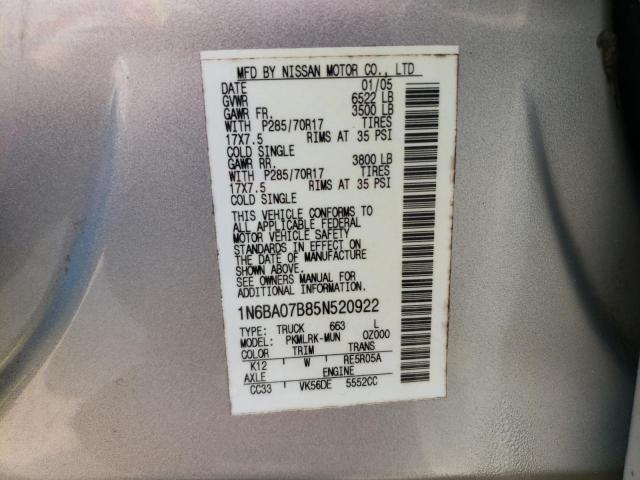 MFD BY NISSAN MOTOR CO., LTD
DATE 01/05
GVWR 6522 LB
GAWR FR. 3500 LB
WITH P285/70R17 TIRES
17X7.5 RIMS AT 35 PSI
COLD SINGLE
GAWR RR. 3800 LB
WITH P285/70R17 TIRES
17X7.5 RIMS AT 35 PSI
COLD SINGLE
THIS VEHICLE CONFORMS TO
ALL APPLICABLE FEDERAL
MOTOR VEHICLE SAFETY
STANDARDS IN EFFECT ON
THE DATE OF MANUFACTURE
SHOWN ABOVE.
SEE OWNERS MANUAL FOR
ADDITIONAL INFORMATION.
1N6BA07B85N520922
TYPE: TRUCK 663 L
MODEL: PKMLRK-MUN OZ000
COLOR TRIM TRANS
K12 W RE5R05A
AXLE ENGINE
CC33 VK56DE 5552CC